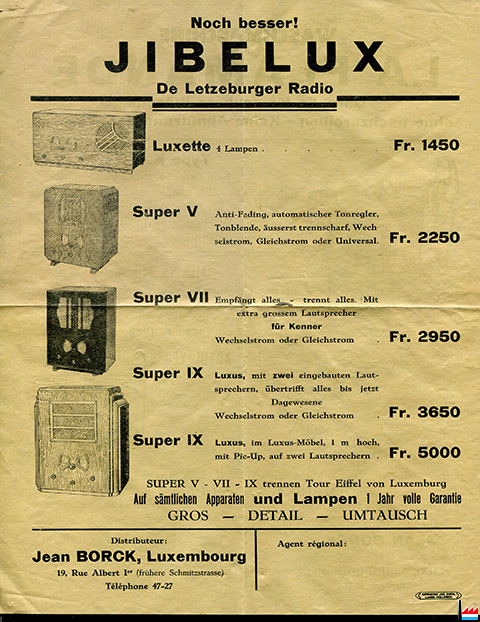 Noch besser!
JIBELUX
De Letzeburger Radio
Luxette 4 Lampen . . . . . . Fr. 1450
Super V Anti-Fading, automatischer Tonregler,
Tonblende, äusserst trennscharf, Wech-
selstrom, Gleichstrom oder Universal. Fr. 2250
Super VII Empfängt alles - trennt alles. Mit
extra grossem Lautsprecher
für Kenner
Wechselstrom oder Gleichstrom . Fr. 2950
Super IX Luxus, mit zwei eingebauten Laut-
sprechern, übertrifft alles bis jetzt
Dagewesene
Wechselstrom oder Gleichstrom . Fr. 3650
Super IX Luxus, im Luxus-Möbel, 1 m hoch,
mit Pic-Up, auf zwei Lautsprechern . Fr. 5000
SUPER V - VII - IX trennen Tour Eiffel von Luxemburg
Auf sämtlichen Apparaten und Lampen 1 Jahr volle Garantie
GROS — DETAIL — UMTAUSCH
Distributeur:
Jean BORCK, Luxembourg
19, Rue Albert Ier (frühere Schmitzstrasse)
Téléphone 47-27
Agent régional: